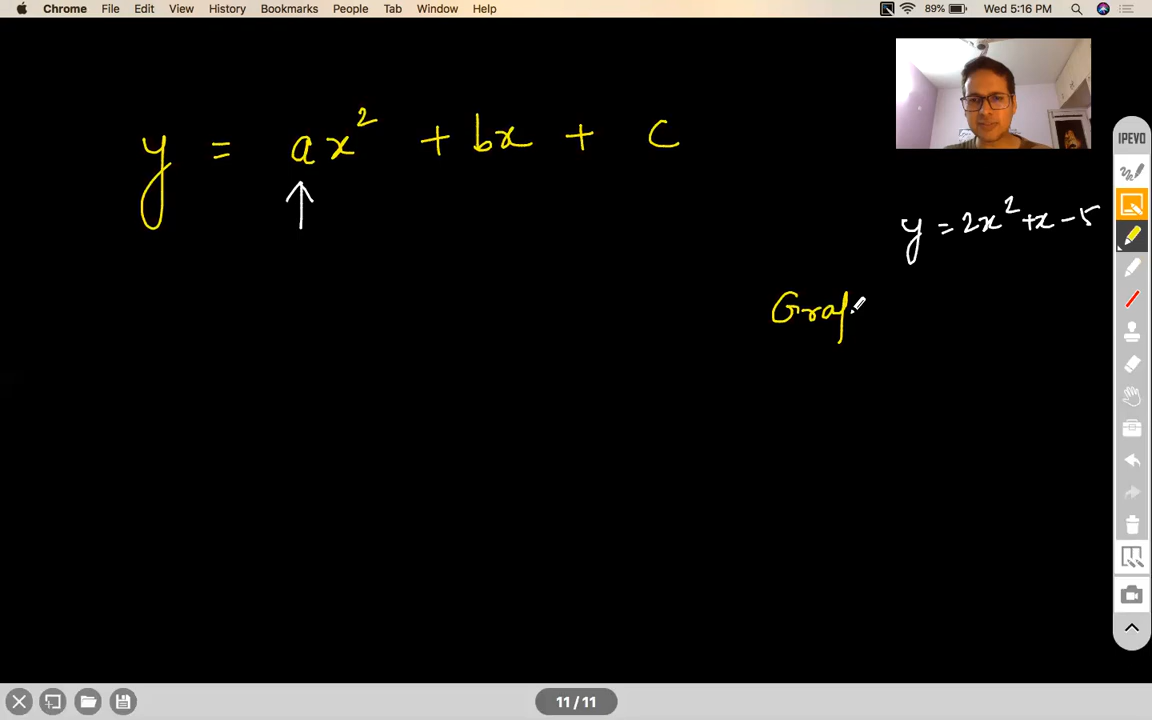 Chrome File Edit View History Bookmarks People Tab Window Help 89% Wed 5:16 PM
y = ax² + bx + c
IPEVO
y = 2x² + x - 5
Grap
11 / 11